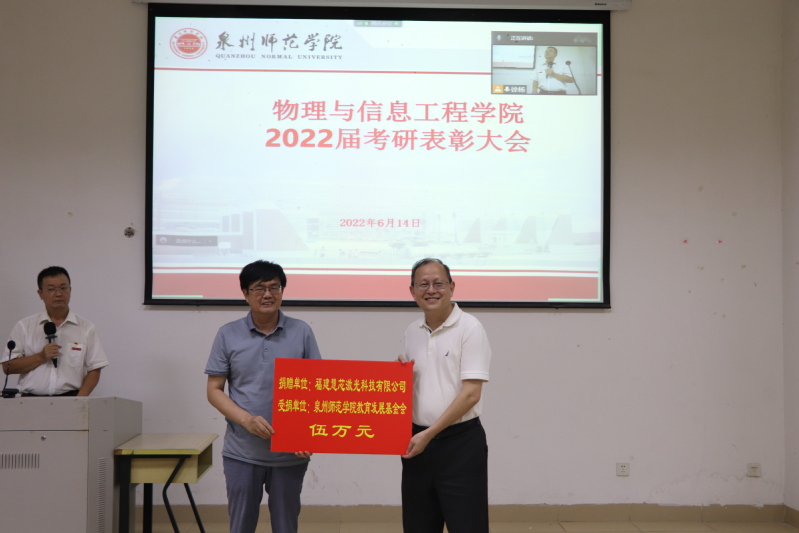 泉州师范学院
QUANZHOU NORMAL UNIVERSITY
物理与信息工程学院
2022届考研表彰大会
2022年6月14日
捐赠单位：福建慧芯激光科技有限公司
受捐单位：泉州师范学院教育发展基金会
伍万元